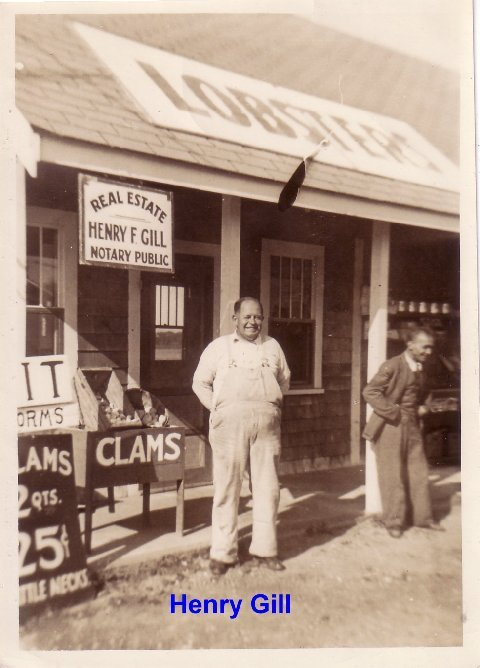 LOBSTERS
REAL ESTATE
HENRY F. GILL
NOTARY PUBLIC
IT
ORMS
CLAMS
LAMS
2 QTS.
25¢
TTLE NECKS
Henry Gill